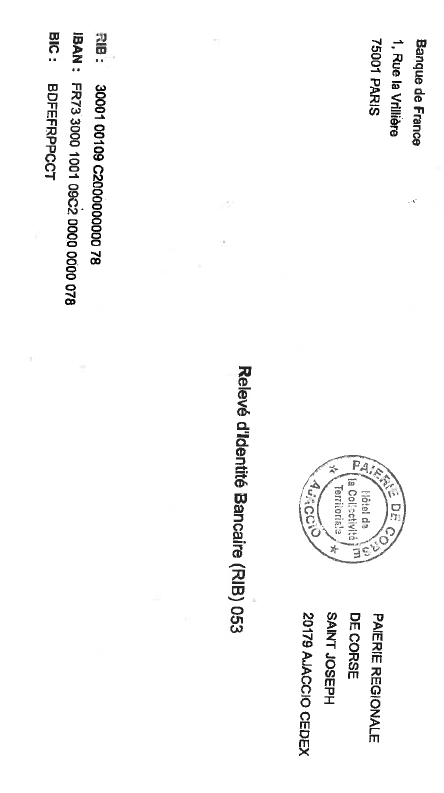 Banque de France
1, Rue la Vrillière
75001 PARIS
PAIERIE DE CORSE
AJACCIO
Hôtel de
la Collectivité
Territoriale
PAIERIE REGIONALE
DE CORSE
SAINT JOSEPH
20179 AJACCIO CEDEX
Relevé d'Identité Bancaire (RIB) 053
RIB : 30001 00109 C2000000000 78
IBAN : FR73 3000 1001 09C2 0000 0000 078
BIC : BDFEFRPPCCT